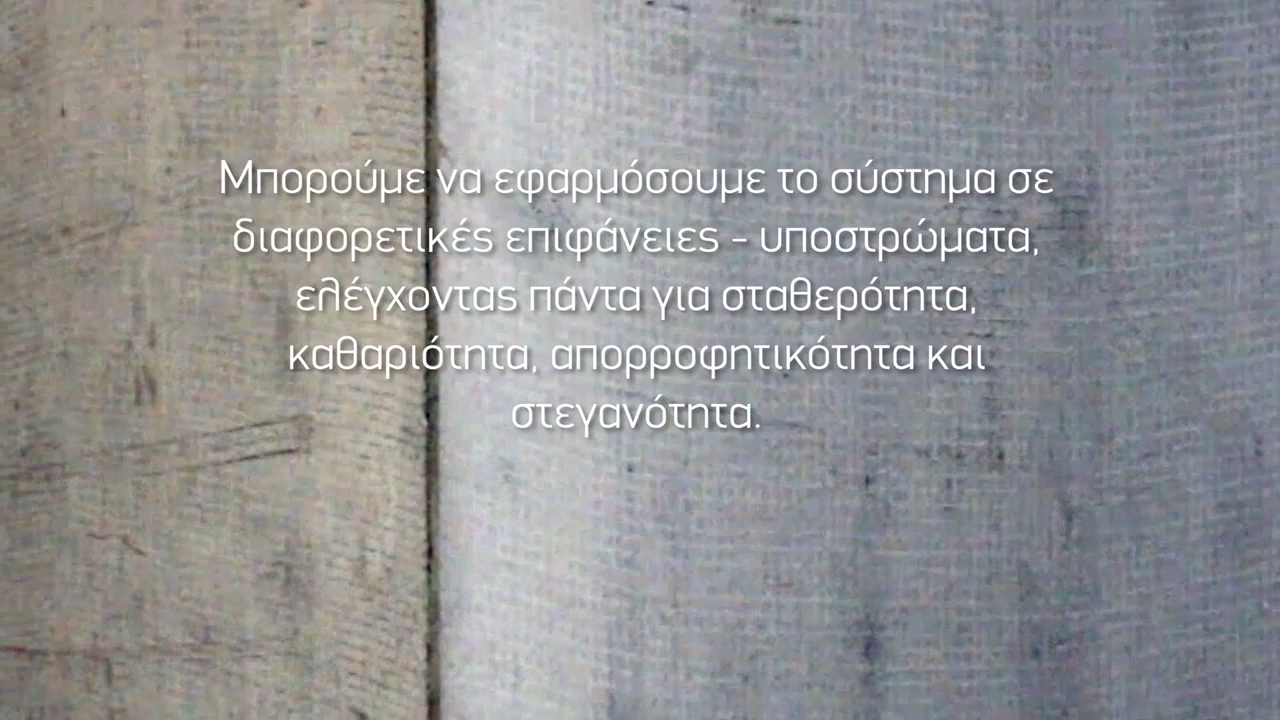 Μπορούμε να εφαρμόσουμε το σύστημα σε
διαφορετικές επιφάνειες - υποστρώματα,
ελέγχοντας πάντα για σταθερότητα,
καθαριότητα, απορροφητικότητα και
στεγανότητα.